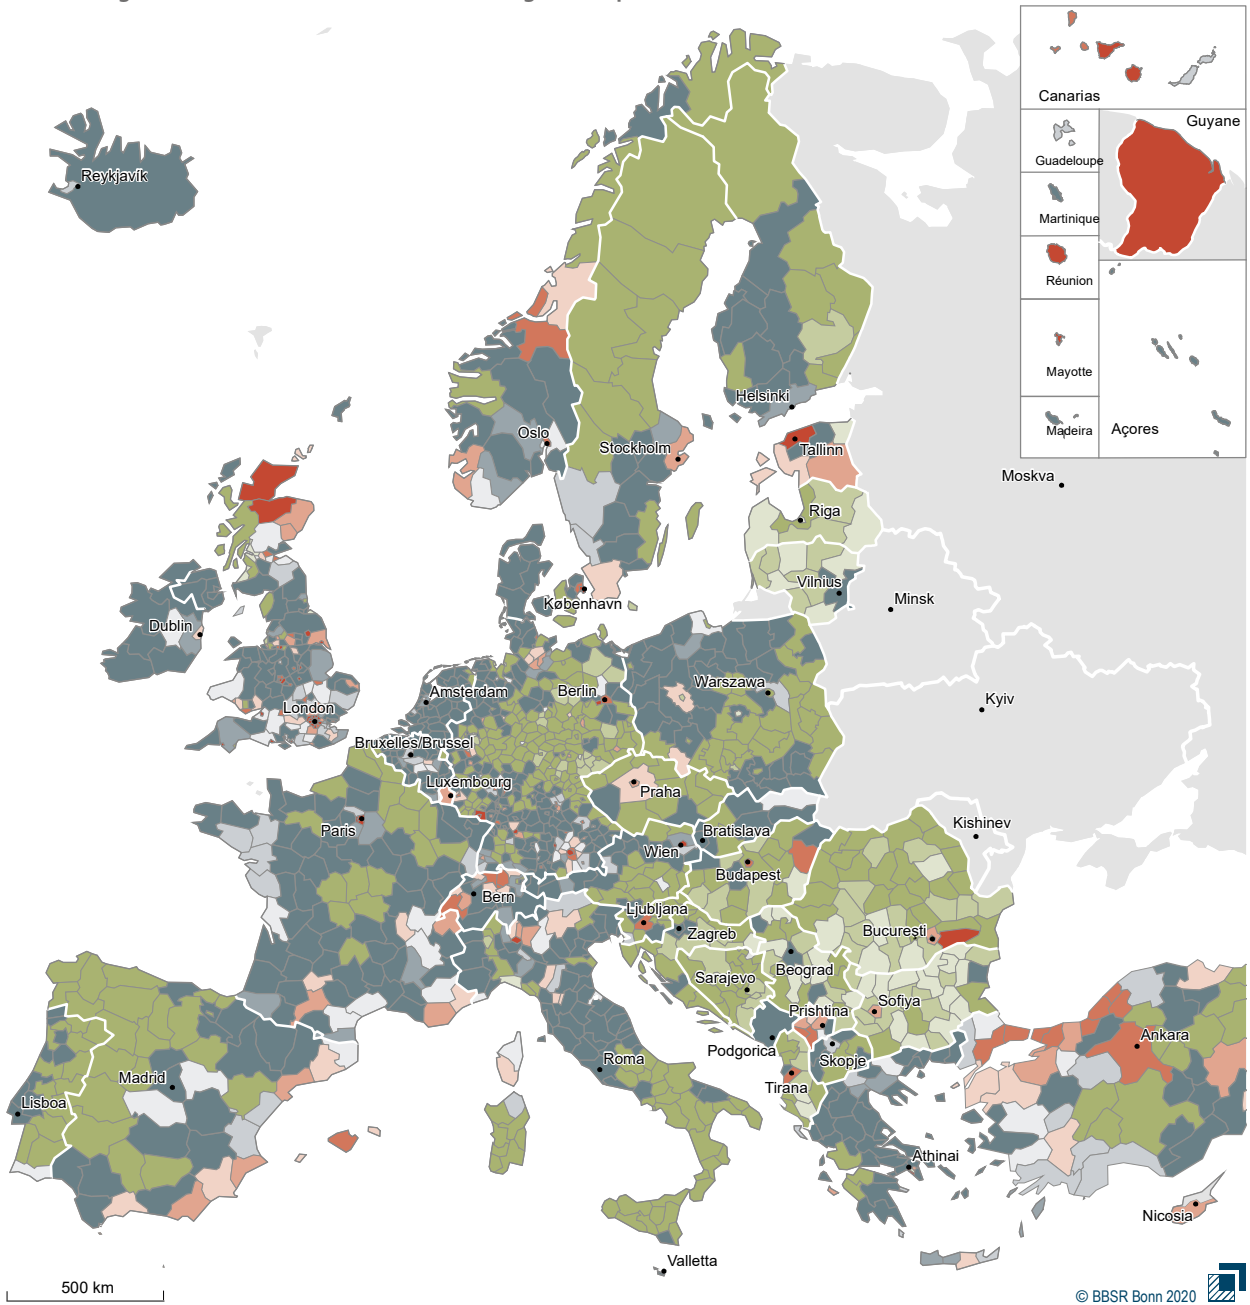 Canarias
Guyane
Guadeloupe
Reykjavík
Martinique
Réunion
Mayotte
Helsinki
Madeira
Açores
Oslo
Stockholm
Tallinn
Moskva
Riga
Vilnius
Minsk
København
Dublin
Warszawa
Amsterdam
Berlin
Kyiv
London
Bruxelles/Brussel
Luxembourg
Praha
Paris
Bratislava
Kishinev
Wien
Budapest
Bern
Ljubljana
Zagreb
Bucureşti
Beograd
Sarajevo
Sofiya
Prishtina
Ankara
Podgorica
Roma
Skopje
Madrid
Tirana
Lisboa
Athinai
Nicosia
Valletta
500 km
© BBSR Bonn 2020